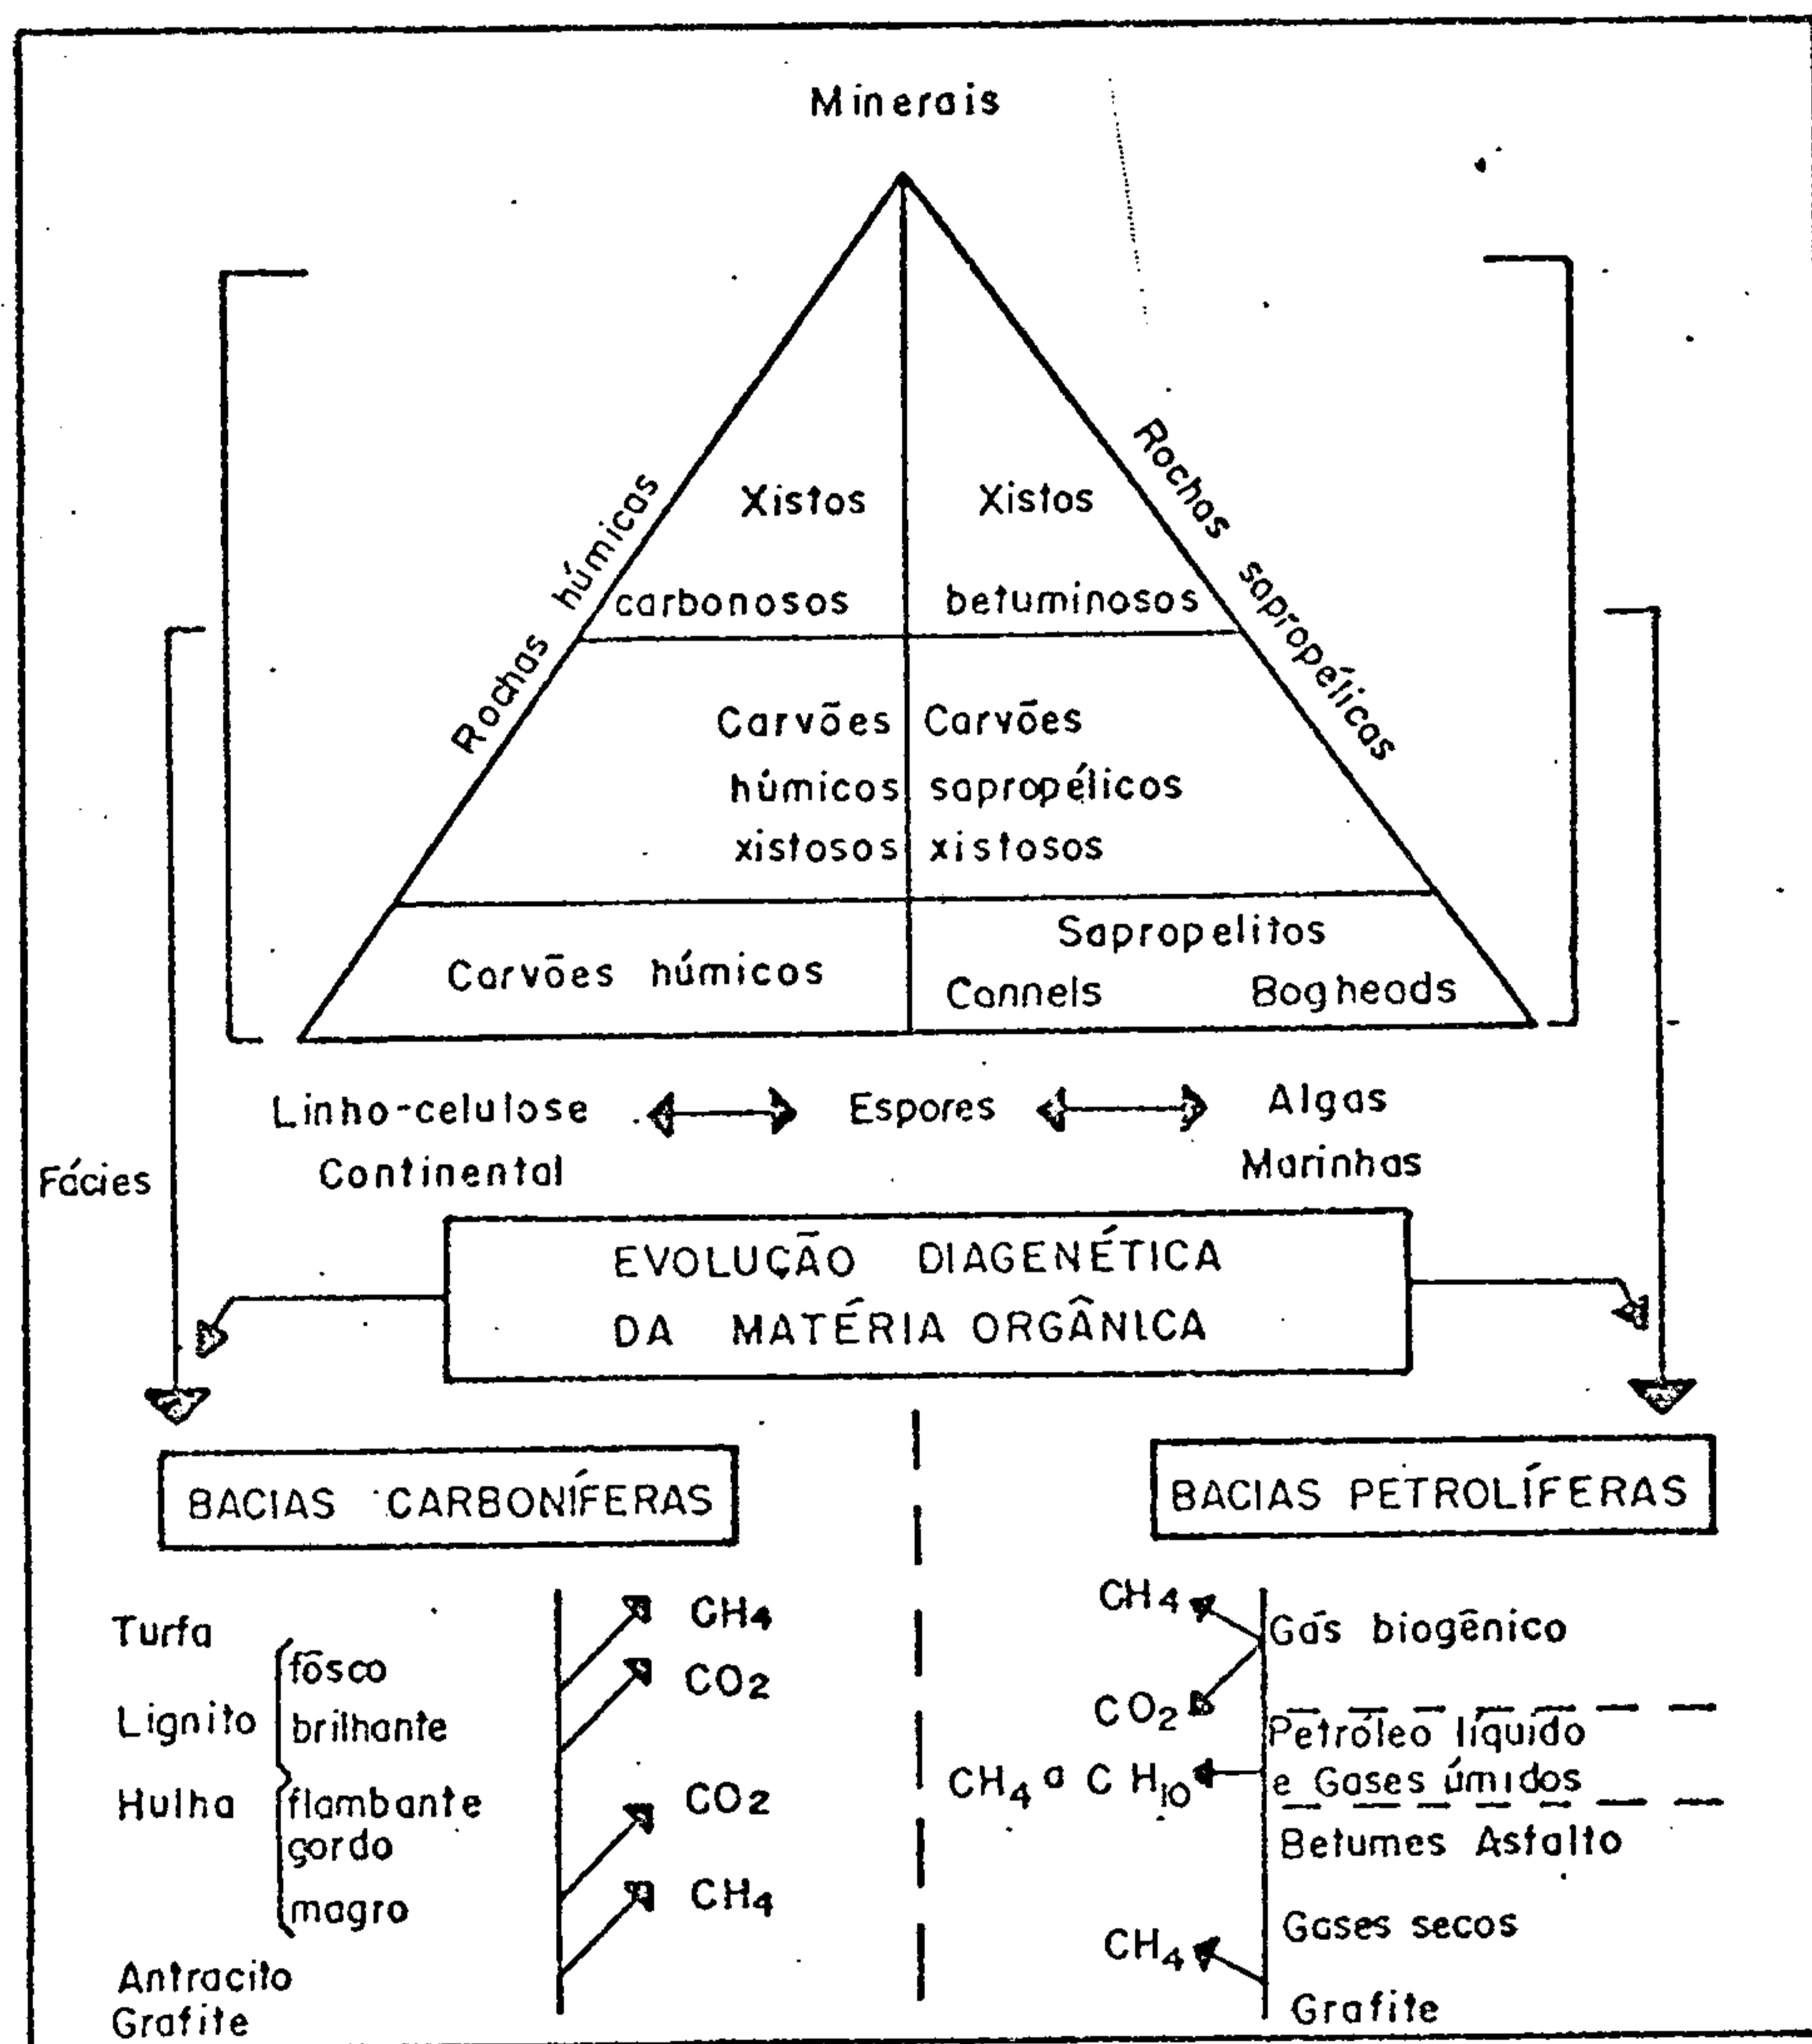 Minerais
Rochas húmicas
Rochas sapropélicas
Xistos
carbonosos
Xistos
betuminosos
Carvões
húmicos
xistosos
Carvões
sapropélicos
xistosos
Carvões húmicos
Sapropelitos
Cannels Bogheads
Linho-celulose Espores Algas
Continental Marinhas
Fácies
EVOLUÇÃO DIAGENÉTICA
DA MATÉRIA ORGÂNICA
BACIAS CARBONÍFERAS
Turfa
fôsco
Lignito brilhante
Hulha flambante
gordo
magro
Antracito
Grafite
CH4
CO2
CO2
CH4
BACIAS PETROLÍFERAS
CH4
Gás biogênico
CO2
Petróleo líquido
CH4 a CH10 e Gases úmidos
Betumes Asfalto
Gases secos
CH4
Grafite